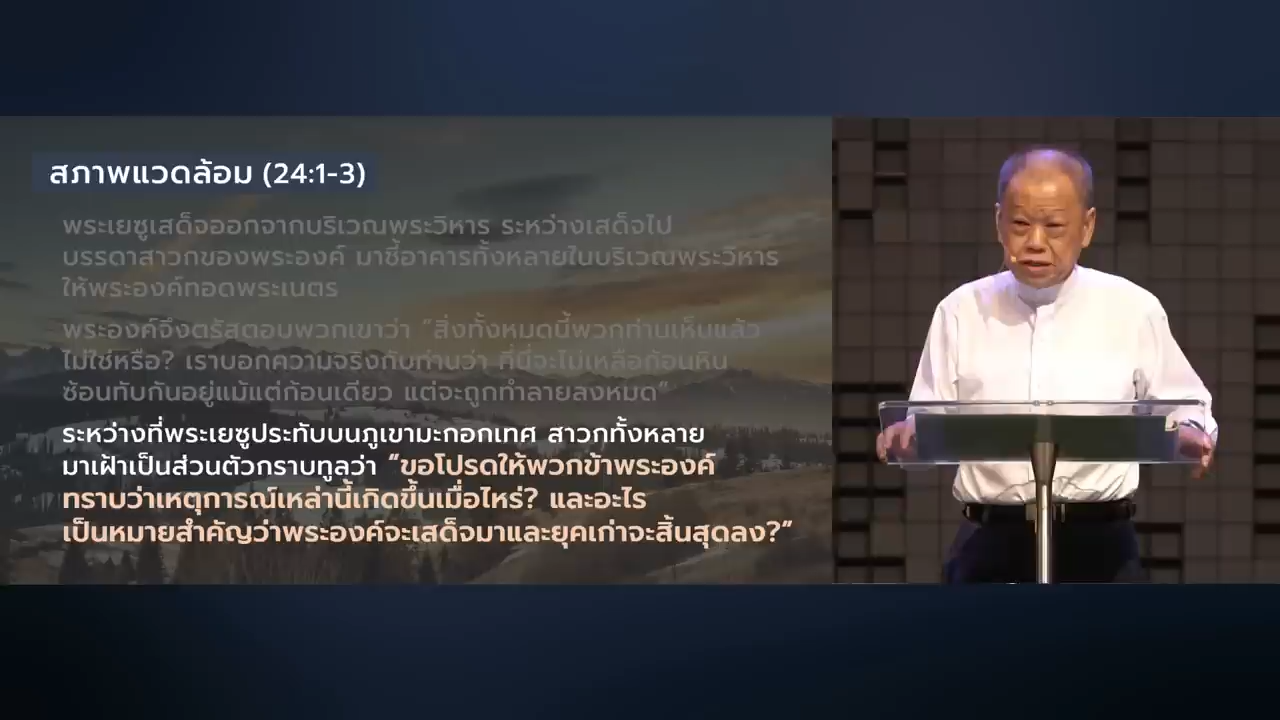 สภาพแวดล้อม (24:1-3)
พระเยซูเสด็จออกจากบริเวณพระวิหาร ระหว่างเสด็จไป
บรรดาสาวกของพระองค์ มาชี้อาคารทั้งหลายในบริเวณพระวิหาร
ให้พระองค์ทอดพระเนตร
พระองค์จึงตรัสตอบพวกเขาว่า “สิ่งทั้งหมดนี้พวกท่านเห็นแล้ว
ไม่ใช่หรือ? เราบอกความจริงกับท่านว่า ที่นี่จะไม่เหลือก้อนหิน
ซ้อนทับกันอยู่แม้แต่ก้อนเดียว แต่จะถูกทำลายลงหมด”
ระหว่างที่พระเยซูประทับบนภูเขามะกอกเทศ สาวกทั้งหลาย
มาเฝ้าเป็นส่วนตัวกราบทูลว่า “ขอโปรดให้พวกข้าพระองค์
ทราบว่าเหตุการณ์เหล่านี้เกิดขึ้นเมื่อไหร่? และอะไร
เป็นหมายสำคัญว่าพระองค์จะเสด็จมาและยุคเก่าจะสิ้นสุดลง?”